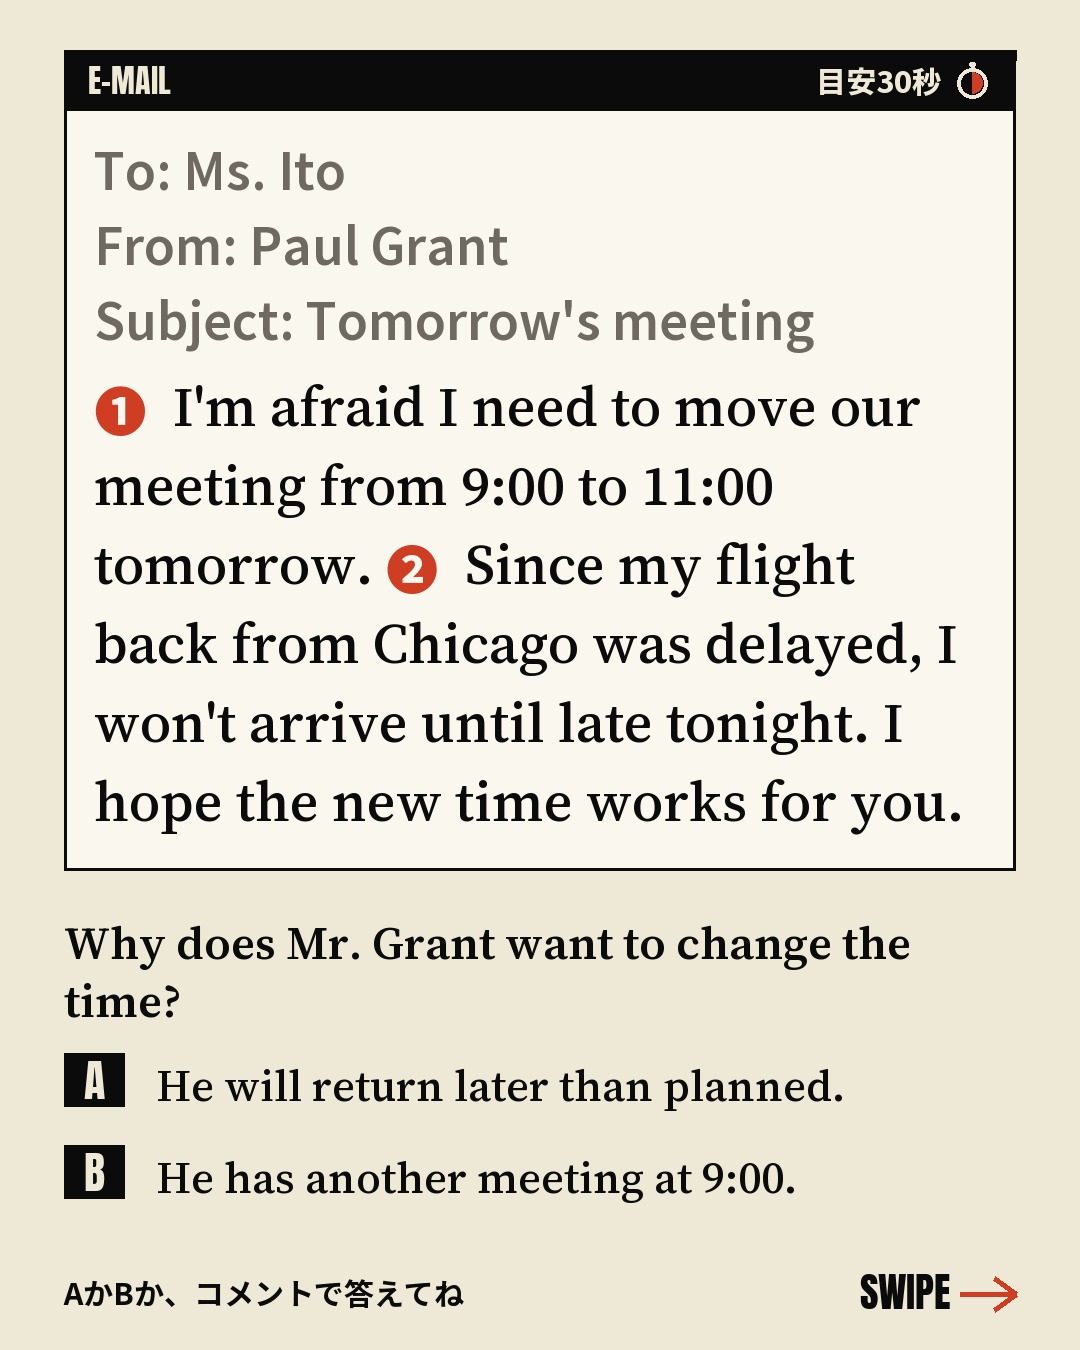 E-MAIL 目安30秒
To: Ms. Ito
From: Paul Grant
Subject: Tomorrow's meeting
❶ I'm afraid I need to move our
meeting from 9:00 to 11:00
tomorrow. ❷ Since my flight
back from Chicago was delayed, I
won't arrive until late tonight. I
hope the new time works for you.
Why does Mr. Grant want to change the
time?
A He will return later than planned.
B He has another meeting at 9:00.
AかBか、コメントで答えてね SWIPE